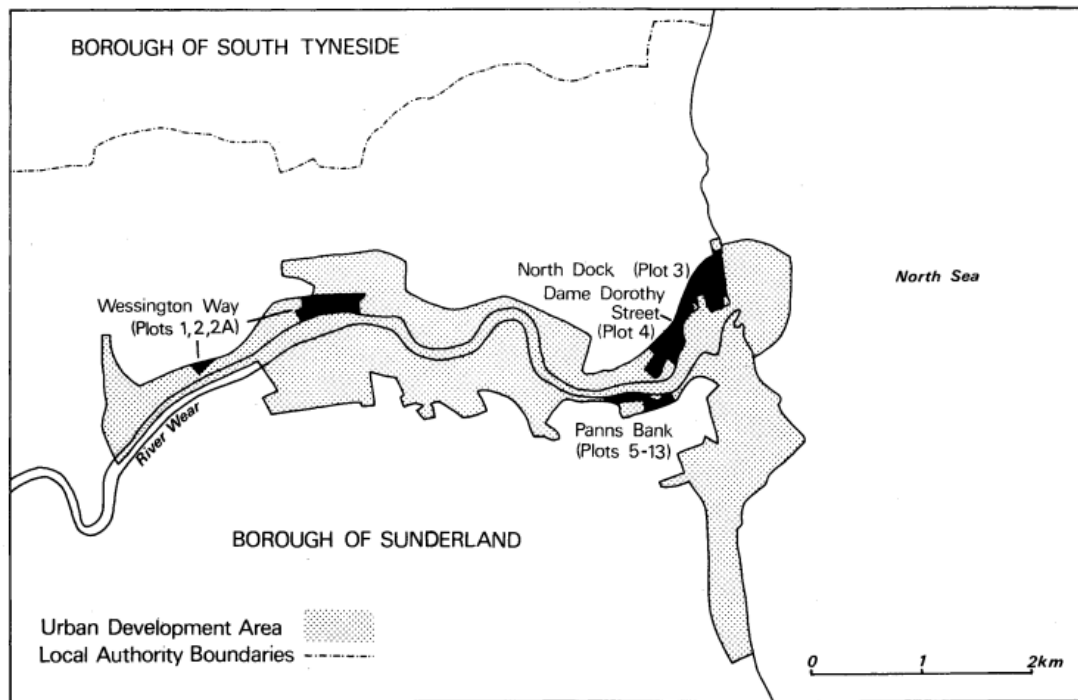 BOROUGH OF SOUTH TYNESIDE
North Dock (Plot 3)
Dame Dorothy
Street
(Plot 4)
North Sea
Wessington Way
(Plots 1,2,2A)
River Wear
Panns Bank
(Plots 5-13)
BOROUGH OF SUNDERLAND
Urban Development Area
Local Authority Boundaries
0 1 2km